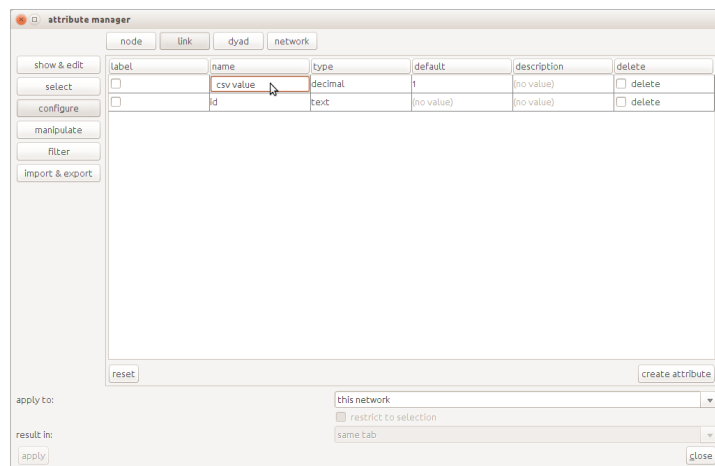 attribute manager
node link dyad network
show & edit
select
configure
manipulate
filter
import & export
label name type default description delete
csv value decimal 1 (no value) delete
id text (no value) (no value) delete
reset create attribute
apply to: this network
restrict to selection
result in: same tab
apply close